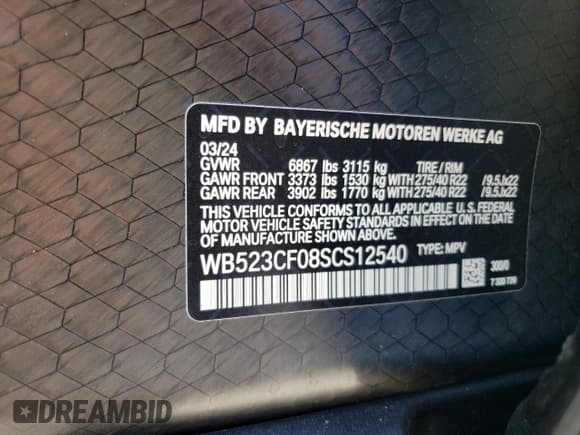 MFD BY BAYERISCHE MOTOREN WERKE AG
03/24
GVWR 6867 lbs 3115 kg TIRE / RIM
GAWR FRONT 3373 lbs 1530 kg WITH 275/40 R22 / 9.5Jx22
GAWR REAR 3902 lbs 1770 kg WITH 275/40 R22 / 9.5Jx22
THIS VEHICLE CONFORMS TO ALL APPLICABLE U.S. FEDERAL
MOTOR VEHICLE SAFETY STANDARDS IN EFFECT ON THE
DATE OF MANUFACTURE SHOWN ABOVE.
WB523CF08SCS12540 TYPE: MPV
300/0
DREAMBID